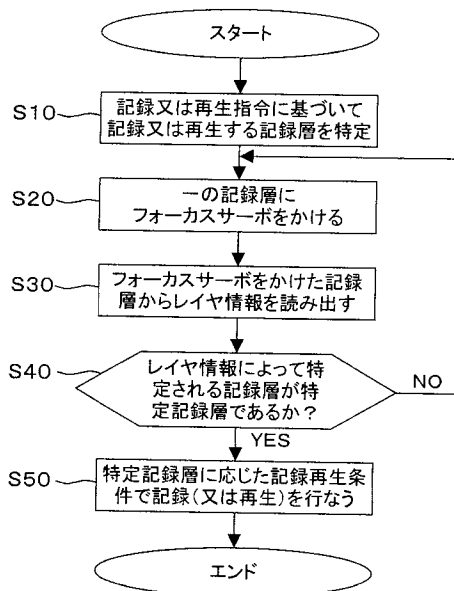 スタート
S10
記録又は再生指令に基づいて
記録又は再生する記録層を特定
S20
一の記録層に
フォーカスサーボをかける
S30
フォーカスサーボをかけた記録
層からレイヤ情報を読み出す
S40
レイヤ情報によって特
定される記録層が特
定記録層であるか?
NO
YES
S50
特定記録層に応じた記録再生条
件で記録(又は再生)を行なう
エンド